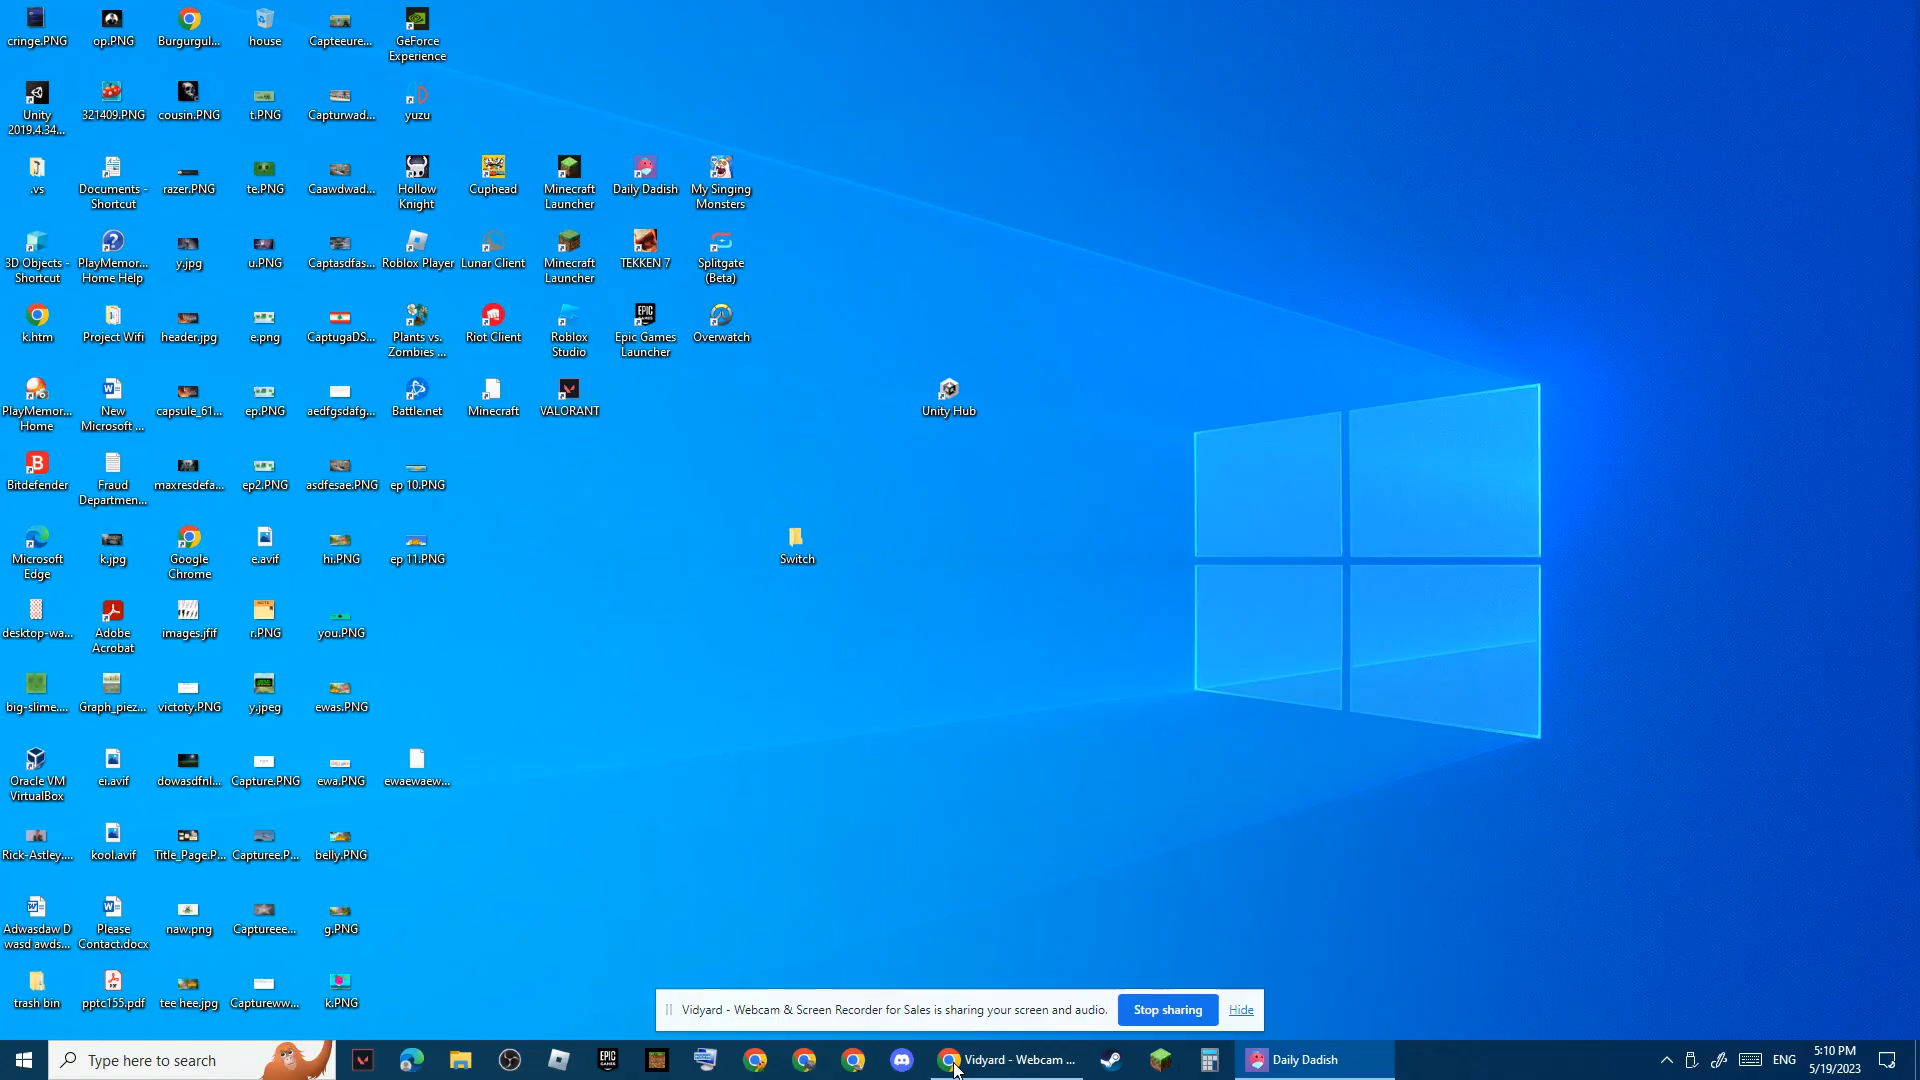 cringe.PNG
op.PNG
Burgurgul...
house
Capteeure...
GeForce
Experience
Unity
2019.4.34...
321409.PNG
cousin.PNG
t.PNG
Capturwad...
yuzu
.vs
Documents -
Shortcut
razer.PNG
te.PNG
Caawdwad...
Hollow
Knight
Cuphead
Minecraft
Launcher
Daily Dadish
My Singing
Monsters
3D Objects -
Shortcut
PlayMemor...
Home Help
y.jpg
u.PNG
Captasdfas...
Roblox Player
Lunar Client
Minecraft
Launcher
TEKKEN 7
Splitgate
(Beta)
k.htm
Project Wifi
header.jpg
e.png
CaptugaDS...
Plants vs.
Zombies ...
Riot Client
Roblox
Studio
Epic Games
Launcher
Overwatch
PlayMemor...
Home
New
Microsoft ...
capsule_61...
ep.PNG
aedfgsdafg...
Battle.net
Minecraft
VALORANT
Unity Hub
Bitdefender
Fraud
Departmen...
maxresdefa...
ep2.PNG
asdfesae.PNG
ep 10.PNG
Microsoft
Edge
k.jpg
Google
Chrome
e.avif
hi.PNG
ep 11.PNG
Switch
desktop-wa...
Adobe
Acrobat
images.jfif
r.PNG
you.PNG
big-slime....
Graph_piez...
victoty.PNG
y.jpeg
ewas.PNG
Oracle VM
VirtualBox
ei.avif
dowasdfnl...
Capture.PNG
ewa.PNG
ewaewaew...
Rick-Astley....
kool.avif
Title_Page.P...
Capturee.P...
belly.PNG
Adwasdaw D
wasd awds...
Please
Contact.docx
naw.png
Captureee...
g.PNG
trash bin
pptc155.pdf
tee hee.jpg
Captureww...
k.PNG
Vidyard - Webcam & Screen Recorder for Sales is sharing your screen and audio.
Stop sharing
Hide
Type here to search
Vidyard - Webcam ...
Daily Dadish
ENG
5:10 PM
5/19/2023